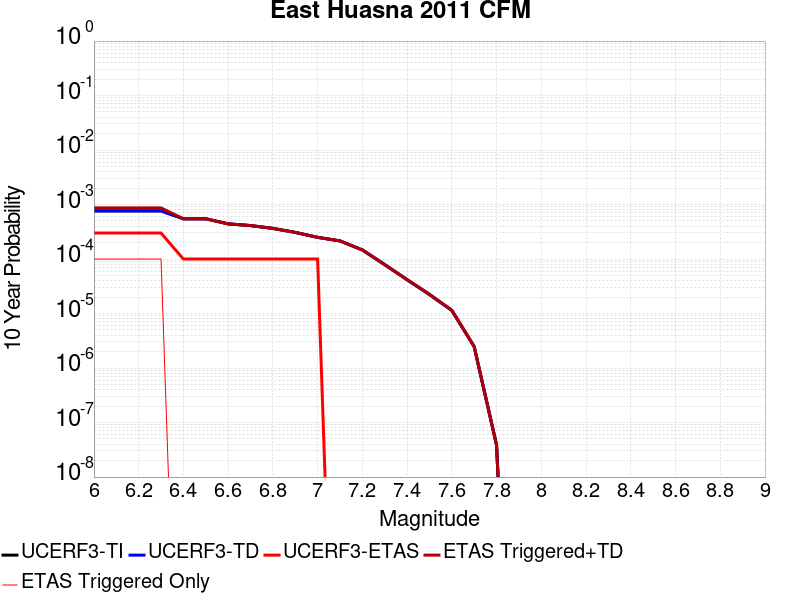 East Huasna 2011 CFM
10 0
10 -1
10 -2
10 -3
10 -4
10 -5
10 -6
10 -7
10 -8
10 Year Probability
6 6.2 6.4 6.6 6.8 7 7.2 7.4 7.6 7.8 8 8.2 8.4 8.6 8.8 9
Magnitude
UCERF3-TI UCERF3-TD UCERF3-ETAS ETAS Triggered+TD
ETAS Triggered Only